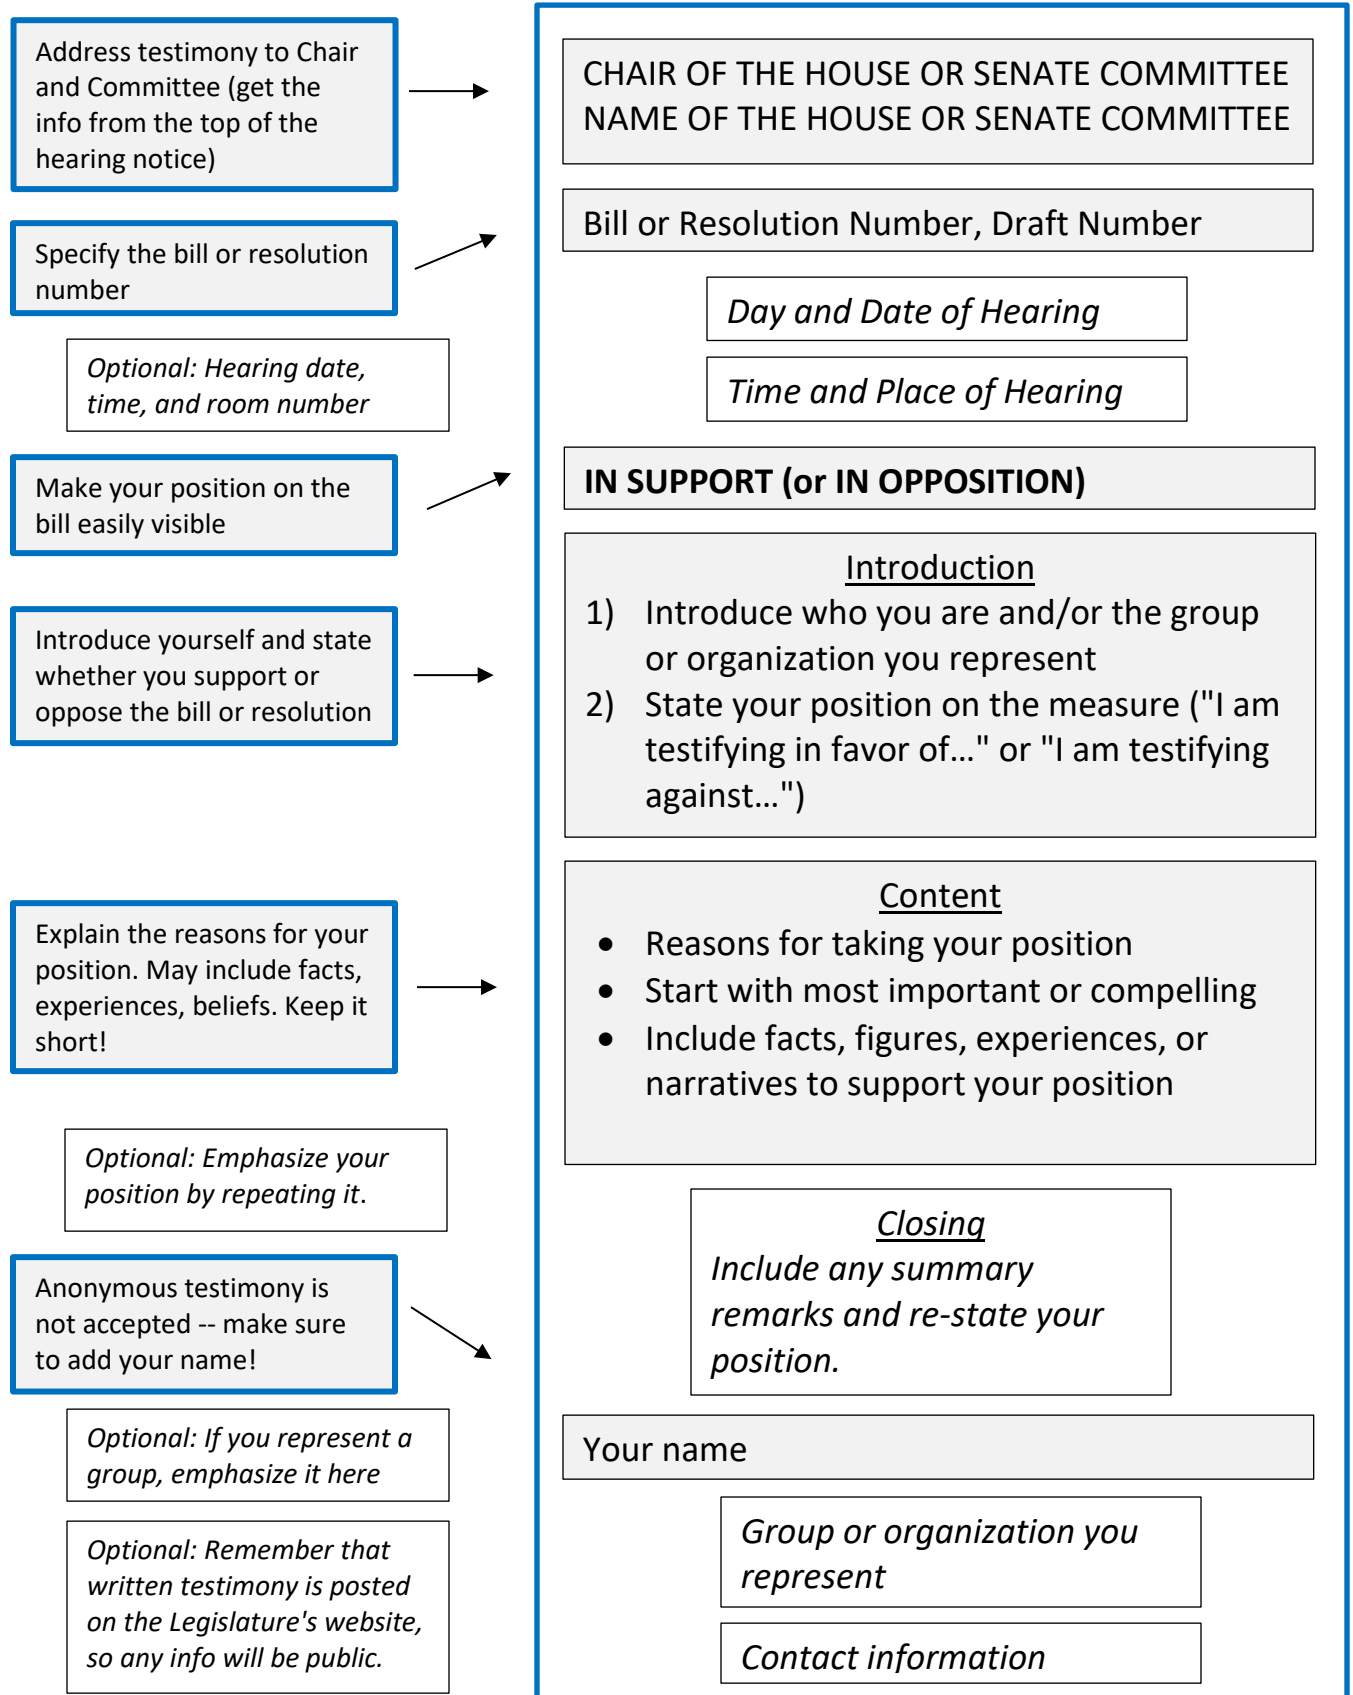 Address testimony to Chair
and Committee (get the
info from the top of the
hearing notice)
CHAIR OF THE HOUSE OR SENATE COMMITTEE
NAME OF THE HOUSE OR SENATE COMMITTEE
Specify the bill or resolution
number
Bill or Resolution Number, Draft Number
Optional: Hearing date,
time, and room number
Day and Date of Hearing
Time and Place of Hearing
Make your position on the
bill easily visible
IN SUPPORT (or IN OPPOSITION)
Introduce yourself and state
whether you support or
oppose the bill or resolution
Introduction
1) Introduce who you are and/or the group
or organization you represent
2) State your position on the measure ("I am
testifying in favor of…" or "I am testifying
against…")
Explain the reasons for your
position. May include facts,
experiences, beliefs. Keep it
short!
Content
• Reasons for taking your position
• Start with most important or compelling
• Include facts, figures, experiences, or
narratives to support your position
Optional: Emphasize your
position by repeating it.
Closing
Include any summary
remarks and re-state your
position.
Anonymous testimony is
not accepted -- make sure
to add your name!
Your name
Optional: If you represent a
group, emphasize it here
Group or organization you
represent
Optional: Remember that
written testimony is posted
on the Legislature's website,
so any info will be public.
Contact information